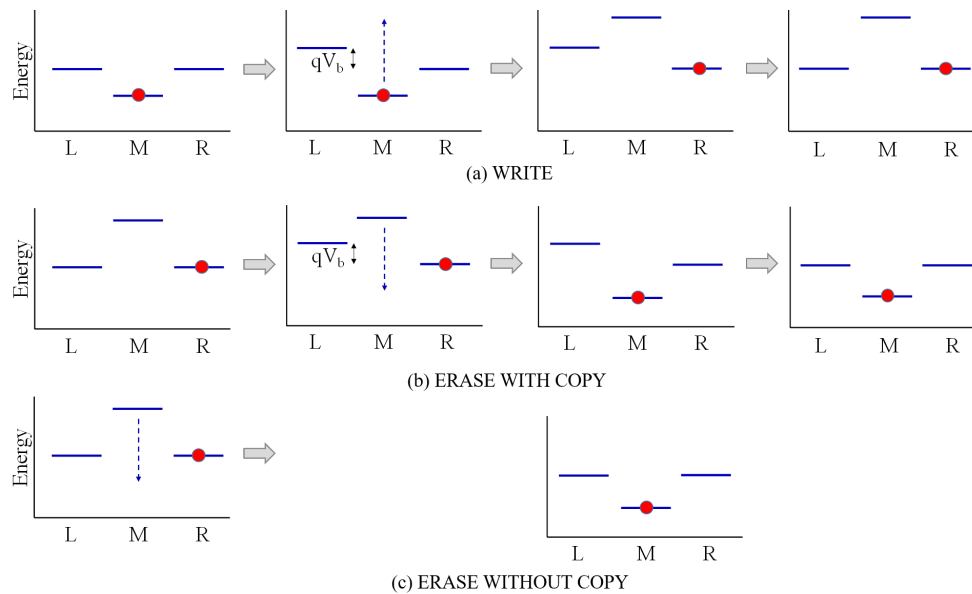 Energy
L M R
qV_b
L M R
L M R
L M R
(a) WRITE
Energy
L M R
qV_b
L M R
L M R
L M R
(b) ERASE WITH COPY
Energy
L M R
L M R
(c) ERASE WITHOUT COPY